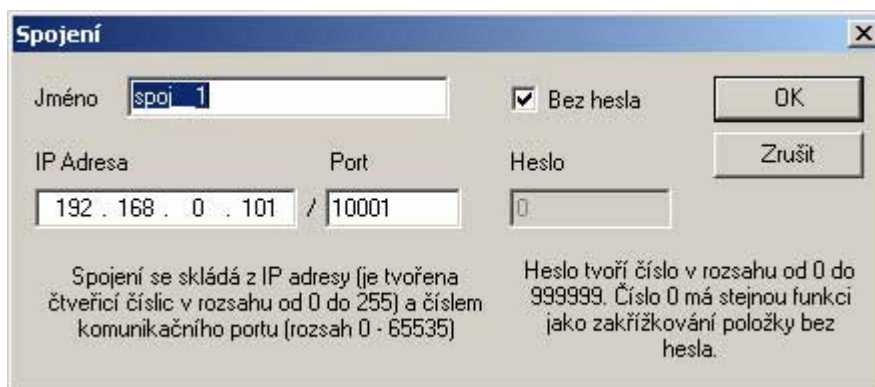 Spojení
Jméno spoj_1 Bez hesla OK
Zrušit
IP Adresa Port Heslo
192 . 168 . 0 . 101 / 10001 0
Spojení se skládá z IP adresy (je tvořena
čtveřicí číslic v rozsahu od 0 do 255) a číslem
komunikačního portu (rozsah 0 - 65535)
Heslo tvoří číslo v rozsahu od 0 do
999999. Číslo 0 má stejnou funkci
jako zakřížkování položky bez
hesla.